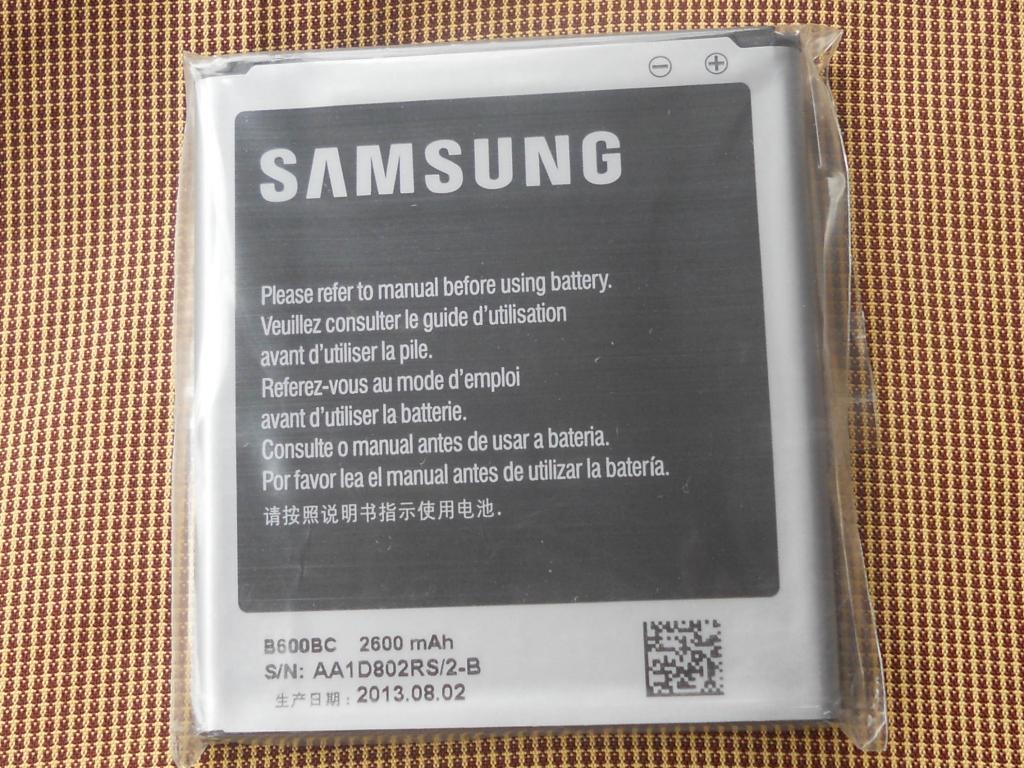 SAMSUNG
Please refer to manual before using battery.
Veuillez consulter le guide d'utilisation
avant d'utiliser la pile.
Referez-vous au mode d'emploi
avant d'utiliser la batterie.
Consulte o manual antes de usar a bateria.
Por favor lea el manual antes de utilizar la batería.
请按照说明书指示使用电池.
B600BC 2600 mAh
S/N: AA1D802RS/2-B
生产日期: 2013.08.02